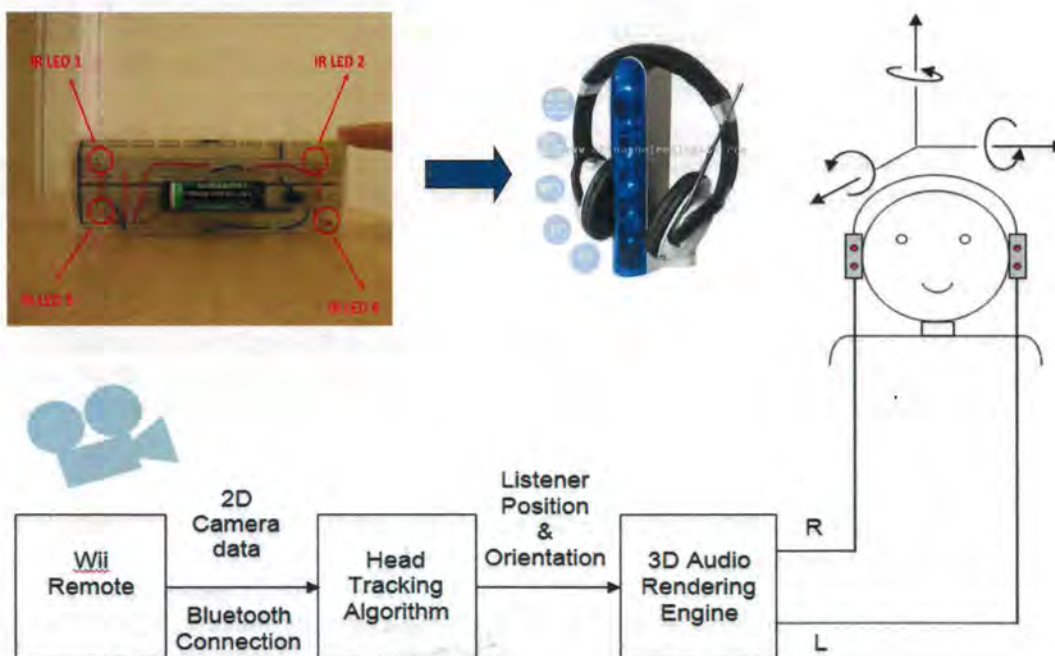 IR LED 1
IR LED 2
2D
Camera
data
Listener
Position
&
Orientation
R
Wii
Remote
Head
Tracking
Algorithm
3D Audio
Rendering
Engine
Bluetooth
Connection
L